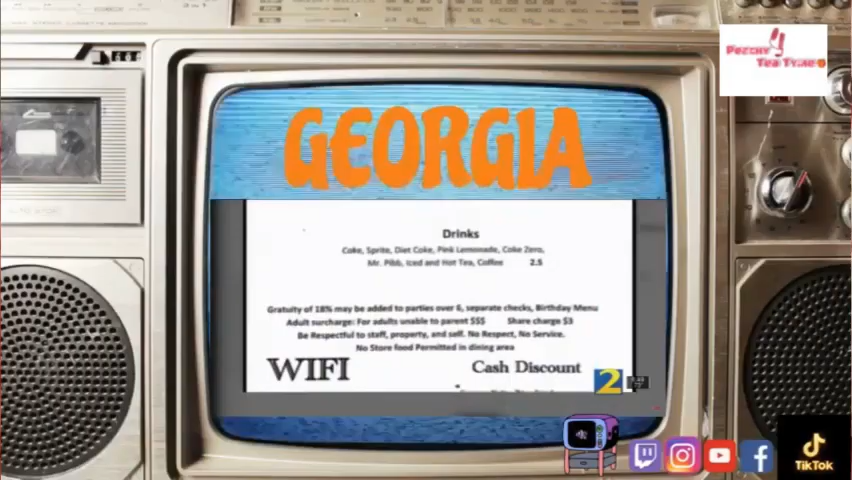 Peachy
Tea Tyme
GEORGIA
Drinks
Coke, Sprite, Diet Coke, Pink Lemonade, Coke Zero,
Mr. Pibb, Iced and Hot Tea, Coffee 2.5
Gratuity of 18% may be added to parties over 6, separate checks, Birthday Menu
Adult surcharge: For adults unable to parent $$$ Share charge $3
Be Respectful to staff, property, and self. No Respect, No Service.
No Store food Permitted in dining area
WIFI
Cash Discount
2
TikTok